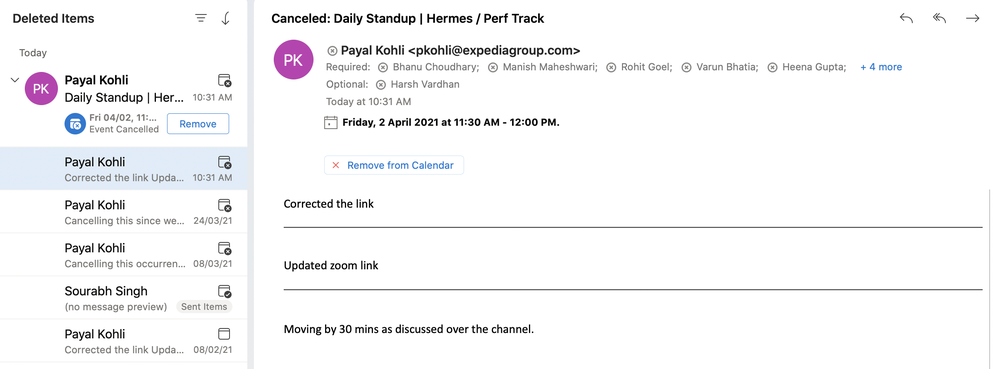 Deleted Items
Today
PK
Payal Kohli
Daily Standup | Her... 10:31 AM
Fri 04/02, 11:...
Event Cancelled
Remove
Payal Kohli
Corrected the link Upda... 10:31 AM
Payal Kohli
Cancelling this since we... 24/03/21
Payal Kohli
Cancelling this occurren... 08/03/21
Sourabh Singh
(no message preview) Sent Items
Payal Kohli
Corrected the link Upda... 08/02/21
Canceled: Daily Standup | Hermes / Perf Track
PK
Payal Kohli <pkohli@expediagroup.com>
Required: Bhanu Choudhary; Manish Maheshwari; Rohit Goel; Varun Bhatia; Heena Gupta; + 4 more
Optional: Harsh Vardhan
Today at 10:31 AM
Friday, 2 April 2021 at 11:30 AM - 12:00 PM.
Remove from Calendar
Corrected the link
Updated zoom link
Moving by 30 mins as discussed over the channel.